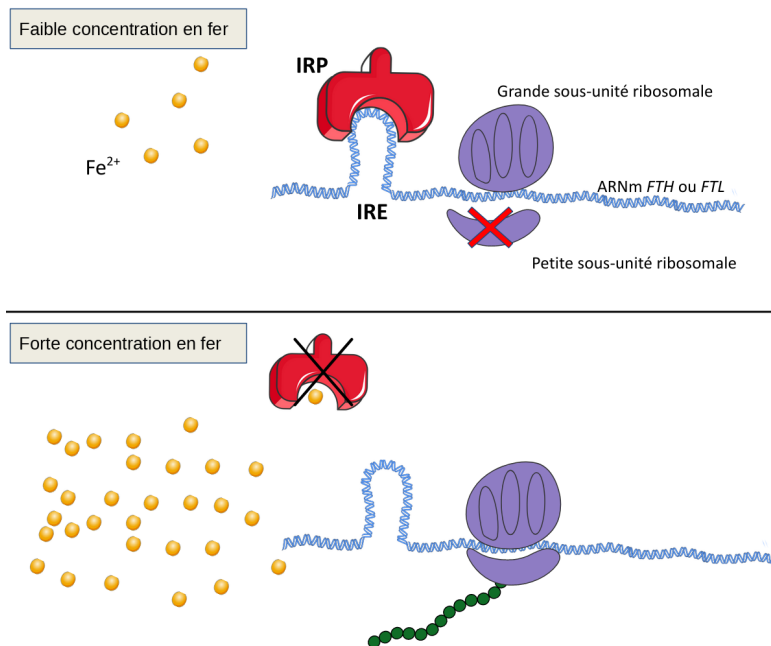 Faible concentration en fer
IRP
Grande sous-unité ribosomale
Fe²⁺
ARNm FTH ou FTL
IRE
Petite sous-unité ribosomale
Forte concentration en fer